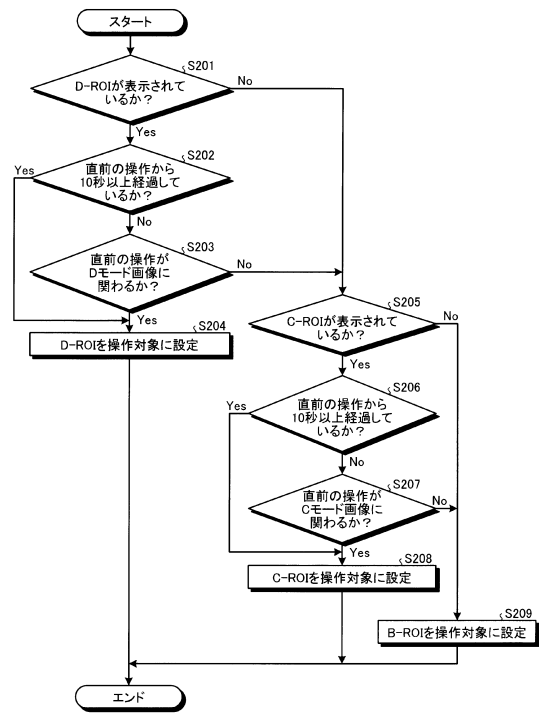 スタート
S201
D-ROIが表示されて
いるか？
No
Yes
S202
直前の操作から
10秒以上経過して
いるか？
Yes
No
S203
直前の操作が
Dモード画像に
関わるか？
No
Yes
S204
D-ROIを操作対象に設定
S205
C-ROIが表示されて
いるか？
No
Yes
S206
直前の操作から
10秒以上経過して
いるか？
Yes
No
S207
直前の操作が
Cモード画像に
関わるか？
No
Yes
S208
C-ROIを操作対象に設定
S209
B-ROIを操作対象に設定
エンド